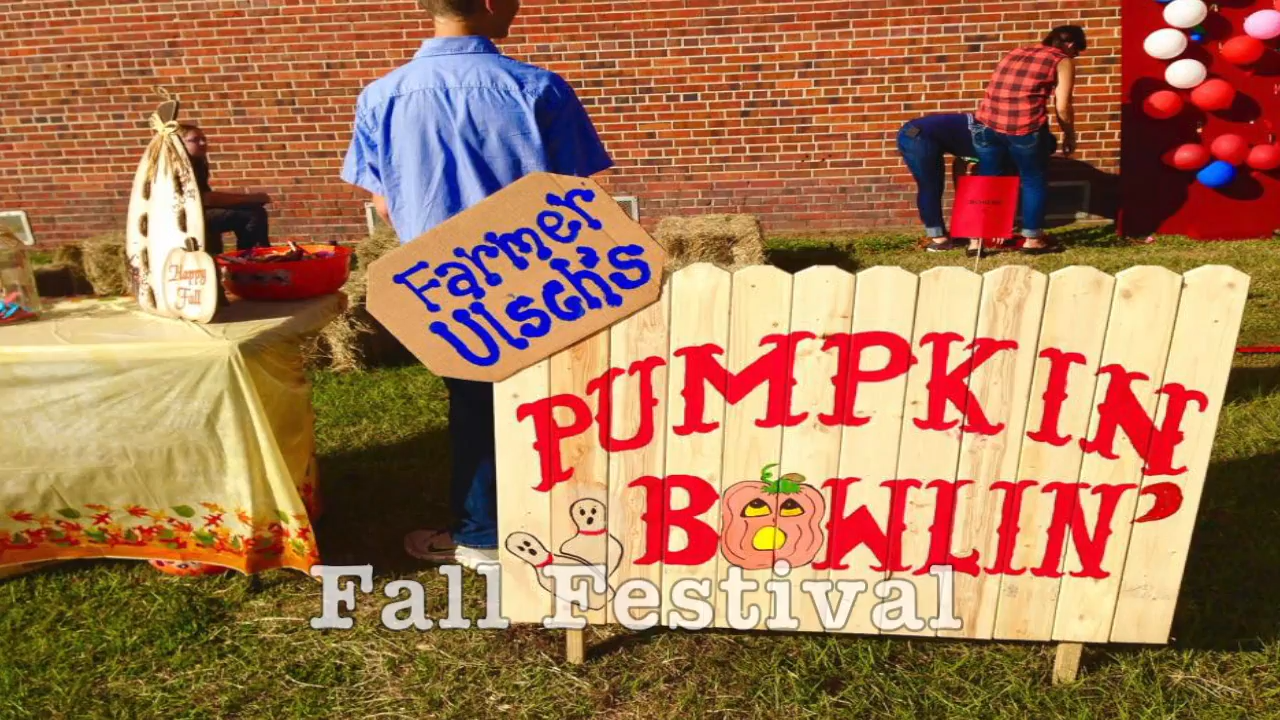 Happy
Fall
Farmer
Ulsch's
PUMPKIN
BOWLIN'
Fall Festival